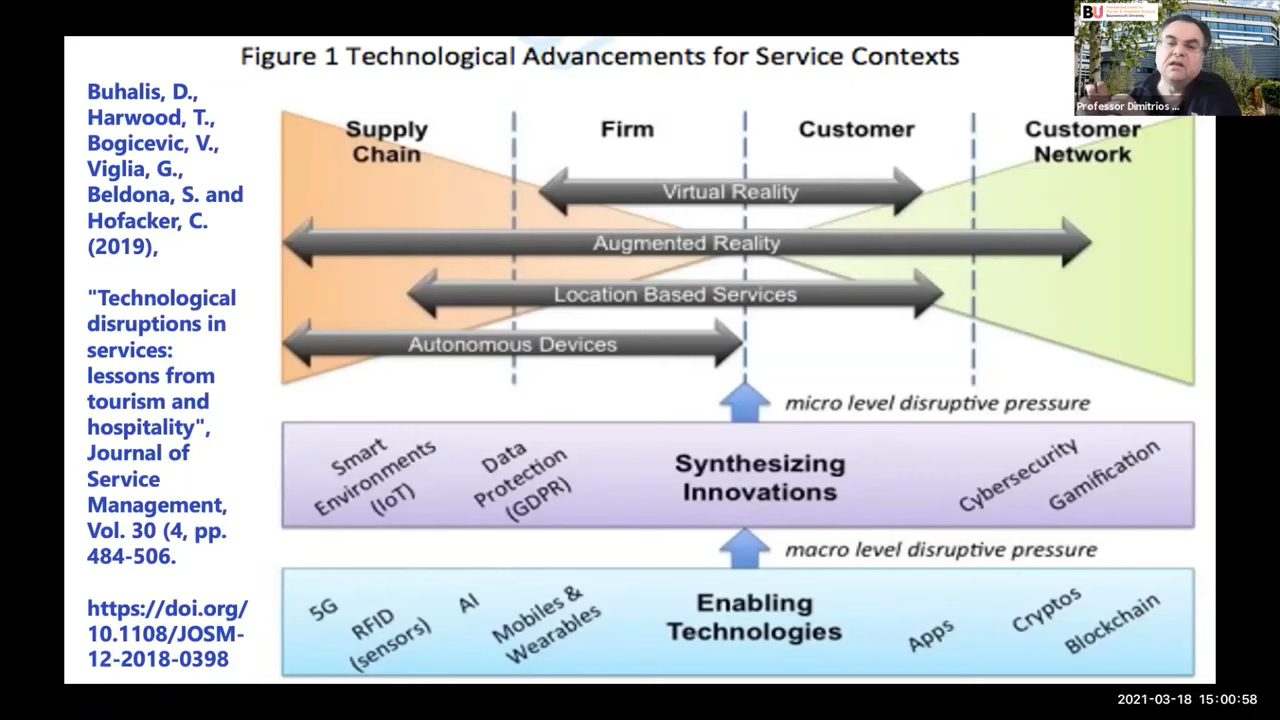 Figure 1 Technological Advancements for Service Contexts
BU
Bournemouth University
Professor Dimitrios ...
Buhalis, D.,
Harwood, T.,
Bogicevic, V.,
Viglia, G.,
Beldona, S. and
Hofacker, C.
(2019),
"Technological
disruptions in
services:
lessons from
tourism and
hospitality",
Journal of
Service
Management,
Vol. 30 (4, pp.
484-506.
https://doi.org/
10.1108/JOSM-
12-2018-0398
Supply
Chain
Firm
Customer
Customer
Network
Virtual Reality
Augmented Reality
Location Based Services
Autonomous Devices
micro level disruptive pressure
Smart
Environments
(IoT)
Data
Protection
(GDPR)
Synthesizing
Innovations
Cybersecurity
Gamification
macro level disruptive pressure
5G
RFID
(sensors)
AI
Mobiles &
Wearables
Enabling
Technologies
Apps
Cryptos
Blockchain
2021-03-18 15:00:58